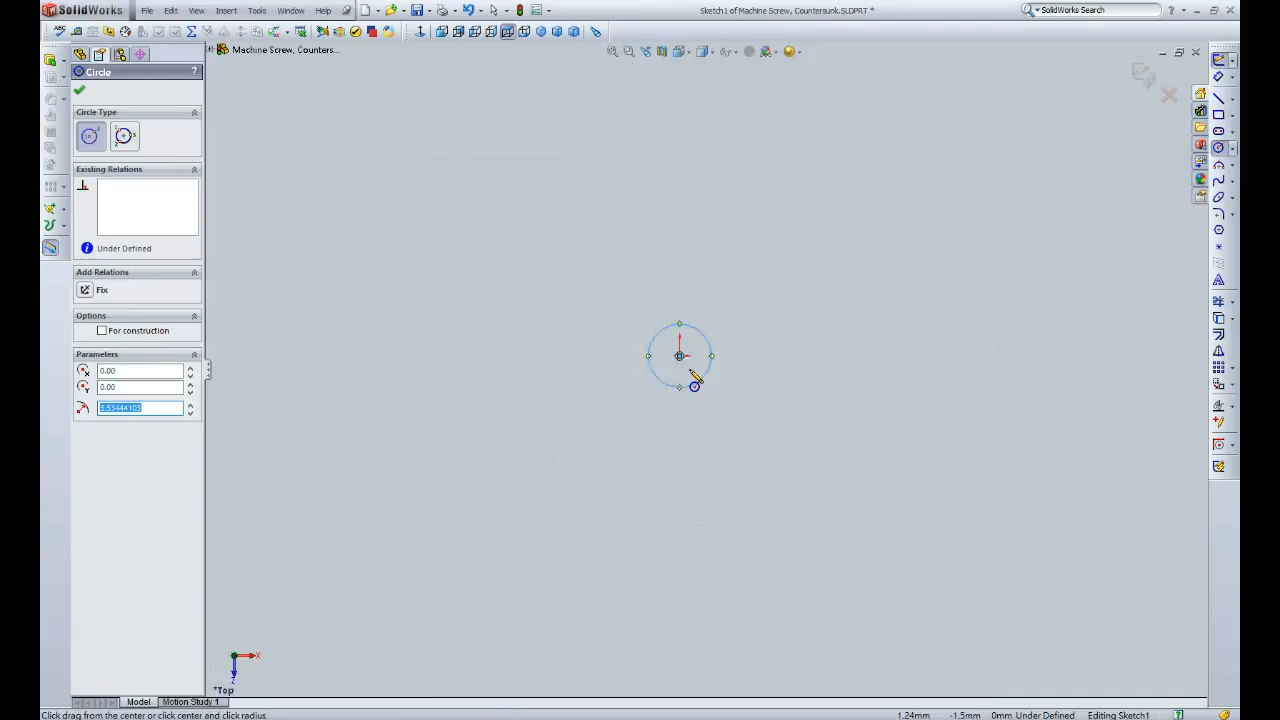 SolidWorks File Edit View Insert Tools Window Help Sketch1 of Machine Screw, Countersunk.SLDPRT * SolidWorks Search
Machine Screw, Counters...
Circle ?
Circle Type
Existing Relations
Under Defined
Add Relations
Fix
Options
For construction
Parameters
0.00
0.00
3.53444103
X
Z
*Top
Model Motion Study 1
Click drag from the center or click center and click radius. 1.24mm -1.5mm 0mm Under Defined Editing Sketch1